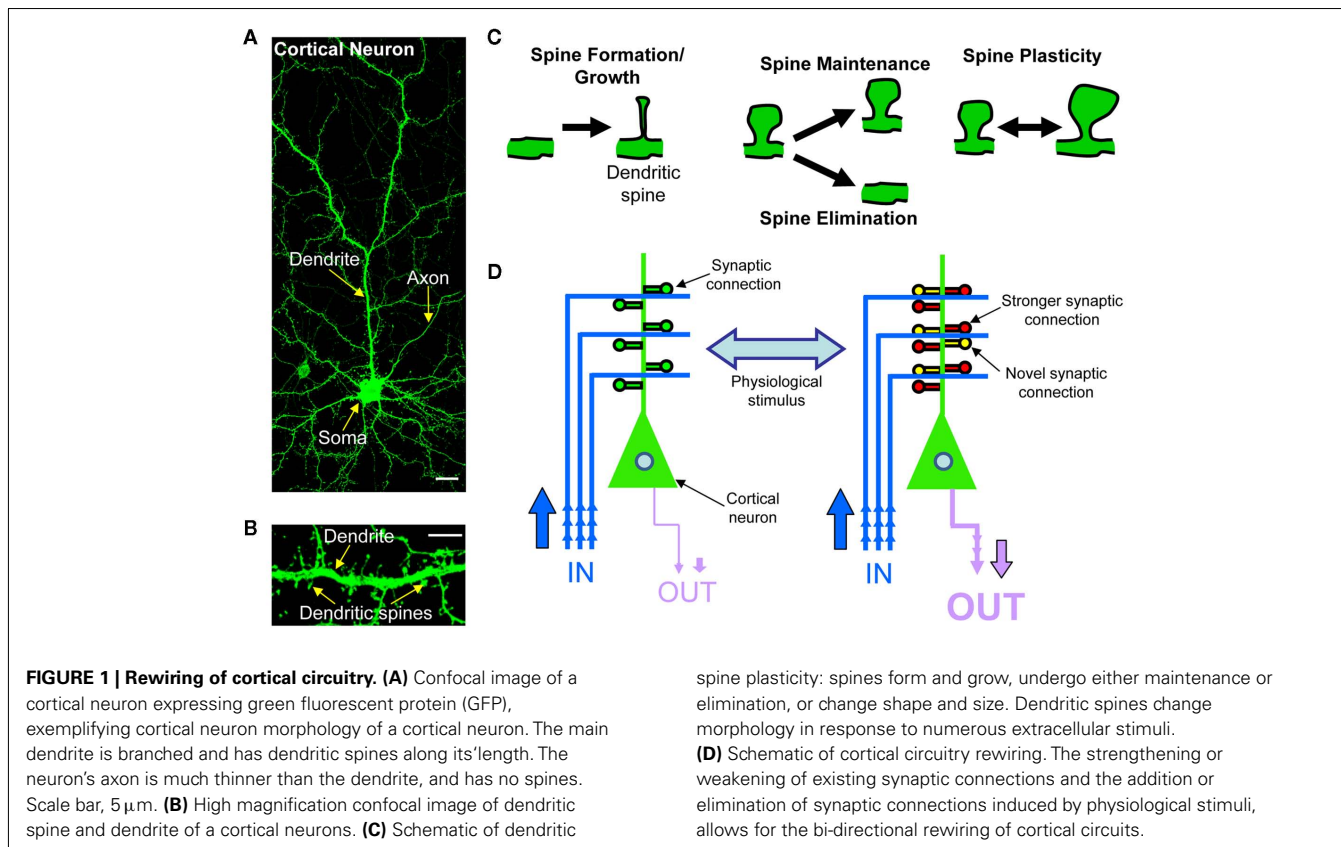 A
Cortical Neuron
Dendrite
Axon
Soma
B
Dendrite
Dendritic spines
C
Spine Formation/
Growth
Dendritic
spine
Spine Maintenance
Spine Elimination
Spine Plasticity
D
Synaptic
connection
Physiological
stimulus
Cortical
neuron
IN
OUT
Stronger synaptic
connection
Novel synaptic
connection
IN
OUT
FIGURE 1 | Rewiring of cortical circuitry. (A) Confocal image of a
cortical neuron expressing green fluorescent protein (GFP),
exemplifying cortical neuron morphology of a cortical neuron. The main
dendrite is branched and has dendritic spines along its'length. The
neuron's axon is much thinner than the dendrite, and has no spines.
Scale bar, 5 μm. (B) High magnification confocal image of dendritic
spine and dendrite of a cortical neurons. (C) Schematic of dendritic
spine plasticity: spines form and grow, undergo either maintenance or
elimination, or change shape and size. Dendritic spines change
morphology in response to numerous extracellular stimuli.
(D) Schematic of cortical circuitry rewiring. The strengthening or
weakening of existing synaptic connections and the addition or
elimination of synaptic connections induced by physiological stimuli,
allows for the bi-directional rewiring of cortical circuits.